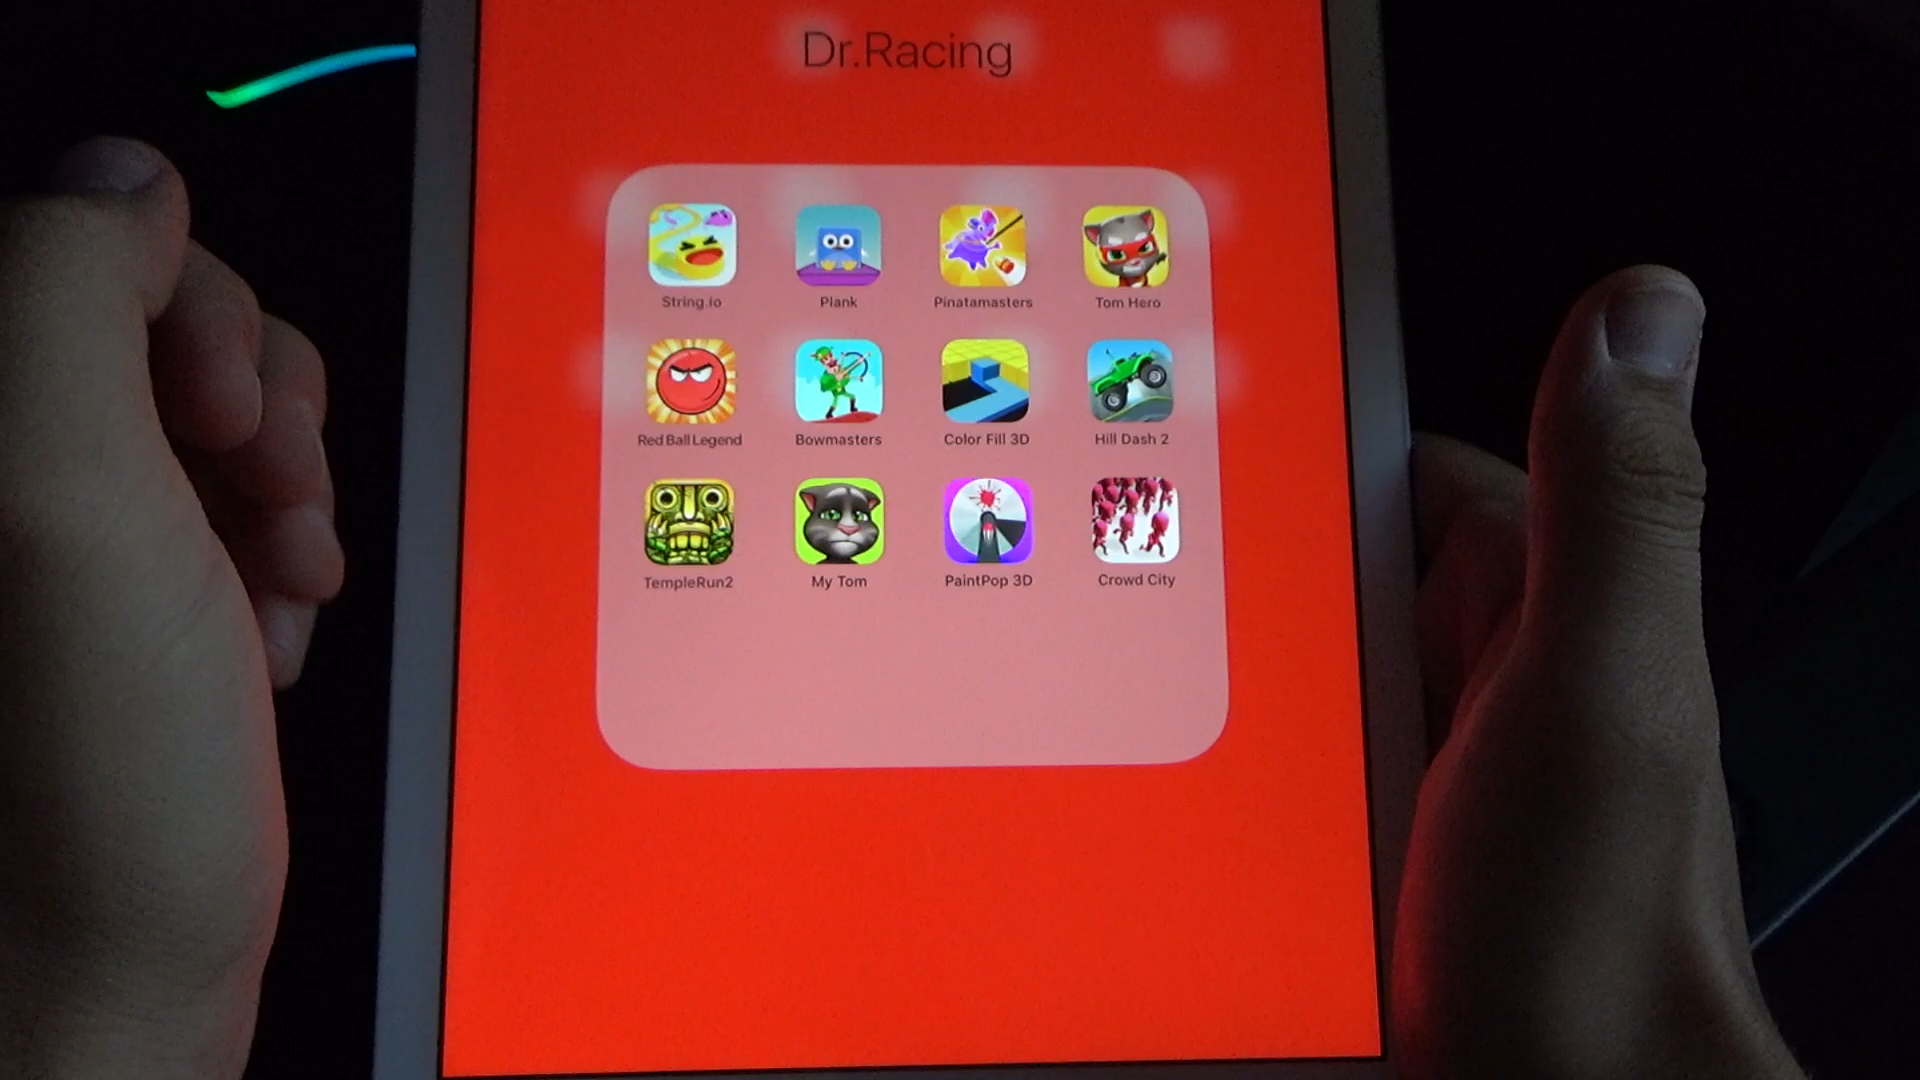 Dr.Racing
String.io Plank Pinatamasters Tom Hero
Red Ball Legend Bowmasters Color Fill 3D Hill Dash 2
TempleRun2 My Tom PaintPop 3D Crowd City